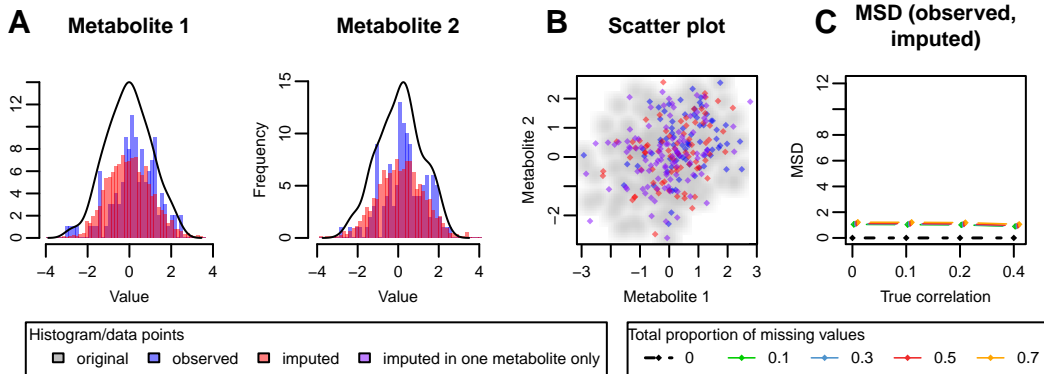 A
Metabolite 1
Metabolite 2
B
Scatter plot
C
MSD (observed,
imputed)
0 2 4 6 8 12
−4 −2 0 2 4
Value
Frequency
0 5 10 15
−4 −2 0 2 4
Value
Metabolite 2
−2 0 2
−3 −1 0 1 2 3
Metabolite 1
MSD
0 2 4 6 8 12
0 0.1 0.2 0.4
True correlation
Histogram/data points
original observed imputed imputed in one metabolite only
Total proportion of missing values
0 0.1 0.3 0.5 0.7